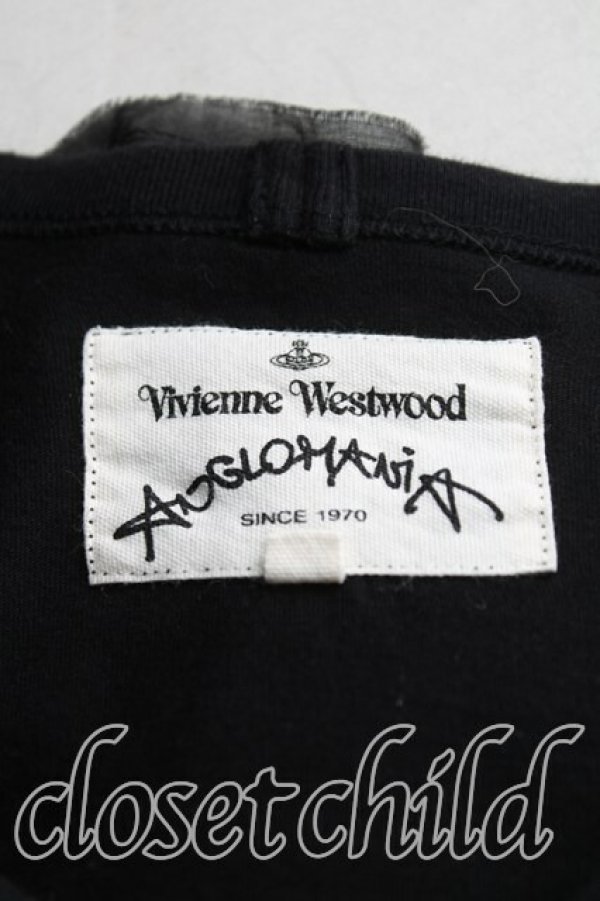 Vivienne Westwood
ANGLOMANiA
SINCE 1970
closet child